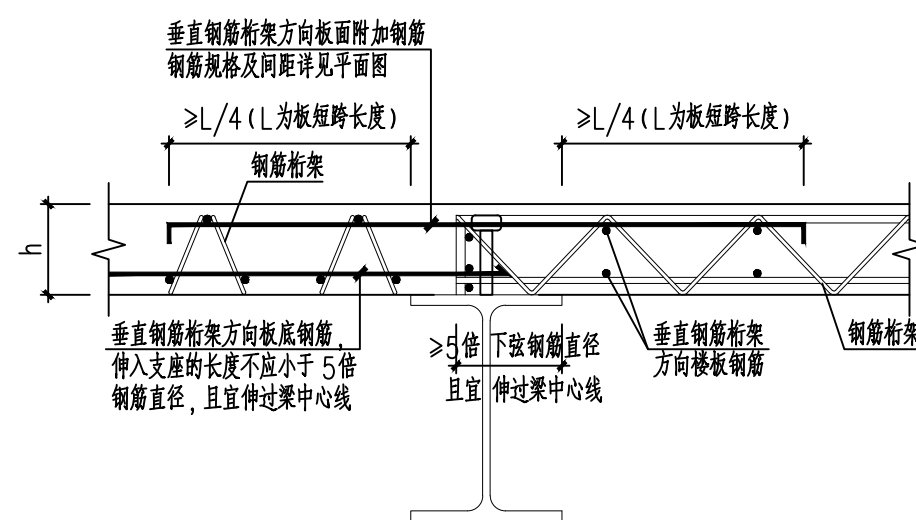 垂直钢筋桁架方向板面附加钢筋
钢筋规格及间距详见平面图
≥L/4(L为板短跨长度)
≥L/4(L为板短跨长度)
钢筋桁架
h
垂直钢筋桁架方向板底钢筋,
伸入支座的长度不应小于 5倍
钢筋直径, 且宜伸过梁中心线
≥5倍 下弦钢筋直径
且宜 伸过梁中心线
垂直钢筋桁架
方向楼板钢筋
钢筋桁架